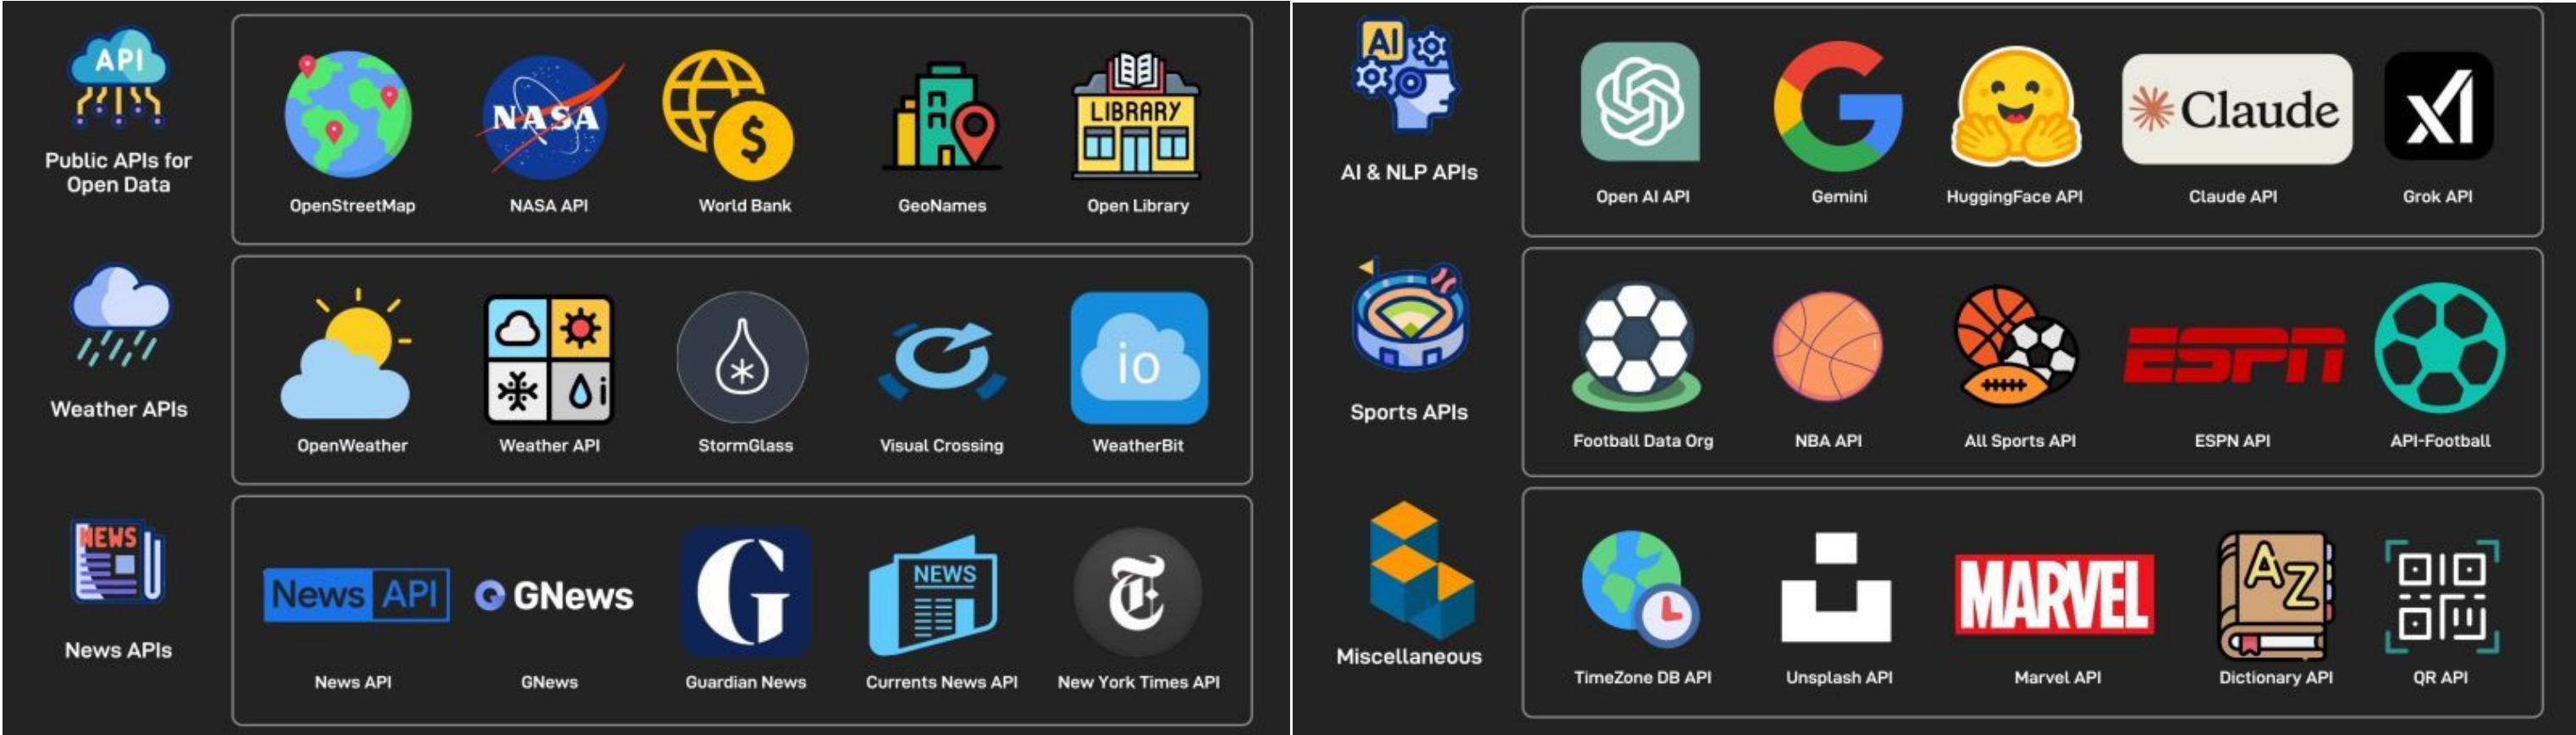 API
Public APIs for
Open Data
NASA
$
LIBRARY
OpenStreetMap
NASA API
World Bank
GeoNames
Open Library
Weather APIs
i
io
OpenWeather
Weather API
StormGlass
Visual Crossing
WeatherBit
NEWS
News APIs
News API
GNews
G
NEWS
T
News API
GNews
Guardian News
Currents News API
New York Times API
AI
AI & NLP APIs
G
Claude
xI
Open AI API
Gemini
HuggingFace API
Claude API
Grok API
Sports APIs
ESPN
Football Data Org
NBA API
All Sports API
ESPN API
API-Football
Miscellaneous
MARVEL
AZ
TimeZone DB API
Unsplash API
Marvel API
Dictionary API
QR API